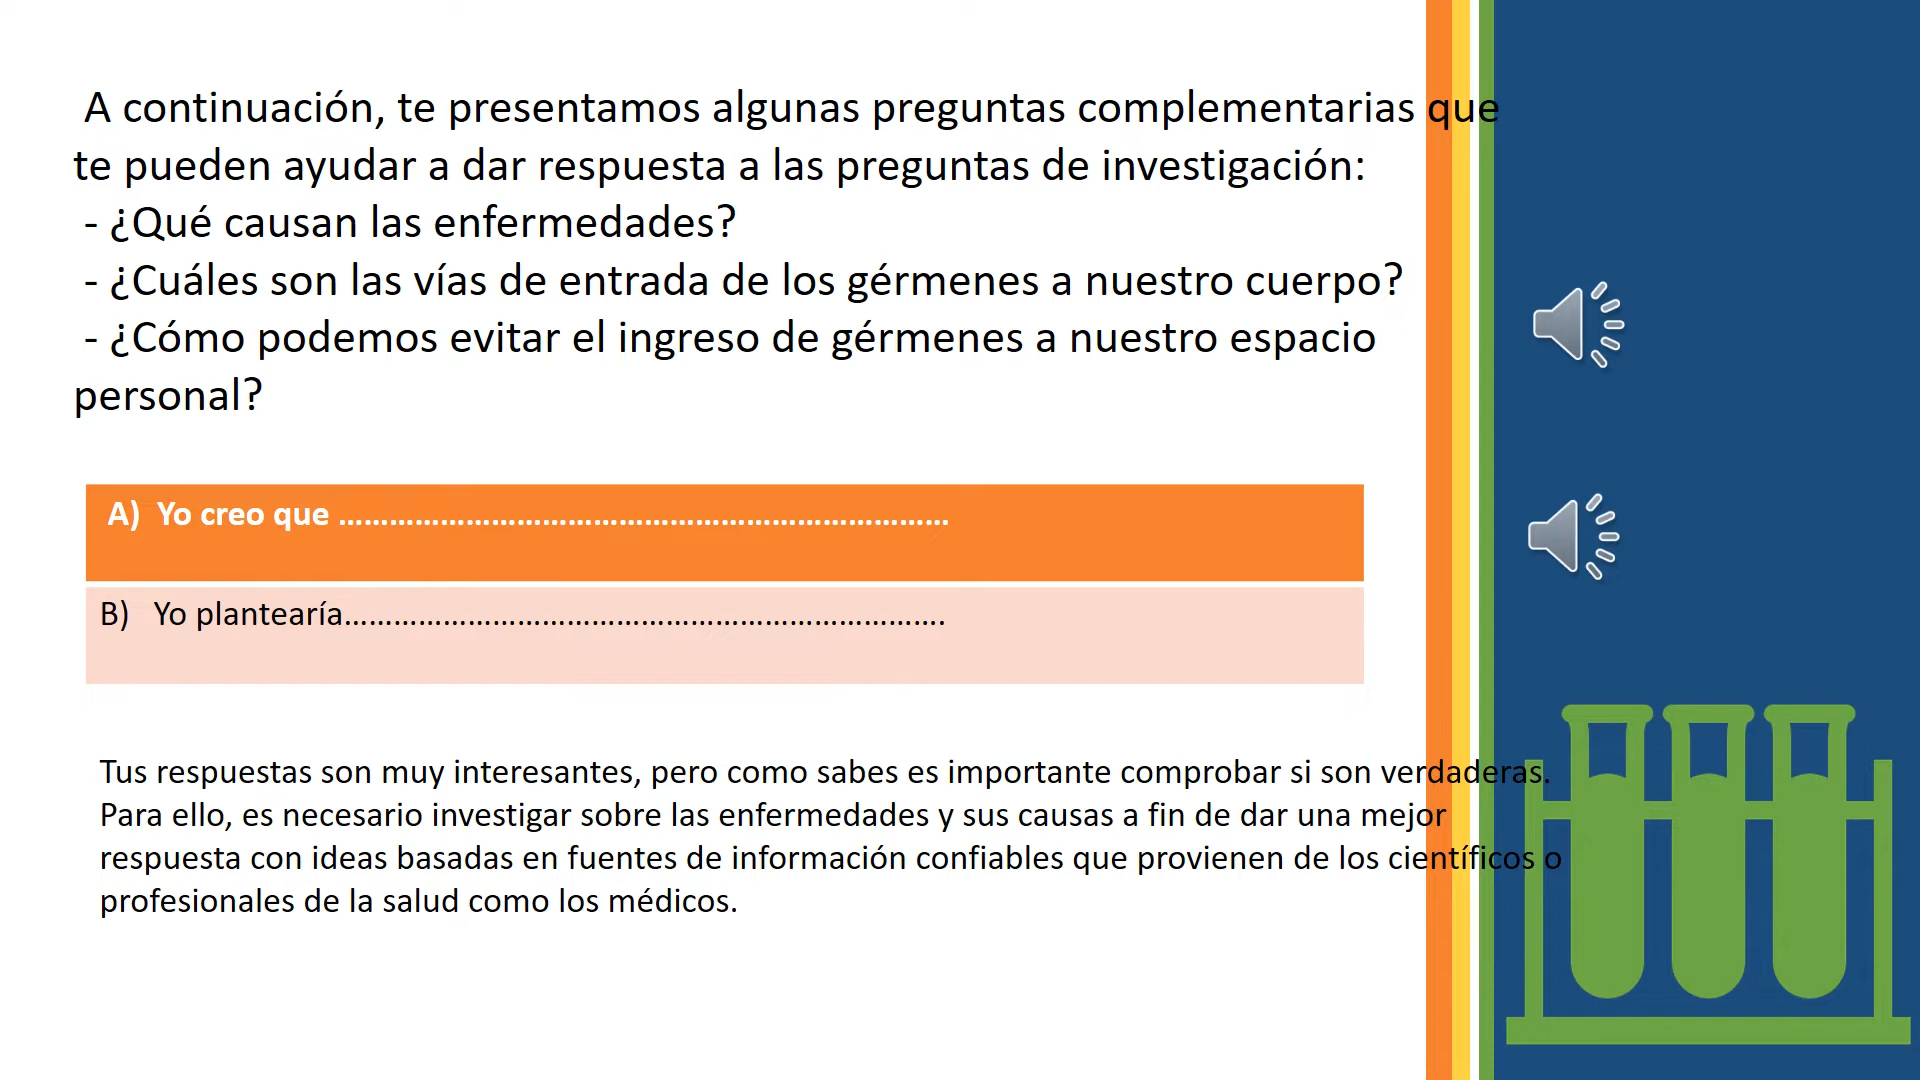 A continuación, te presentamos algunas preguntas complementarias que
te pueden ayudar a dar respuesta a las preguntas de investigación:
- ¿Qué causan las enfermedades?
- ¿Cuáles son las vías de entrada de los gérmenes a nuestro cuerpo?
- ¿Cómo podemos evitar el ingreso de gérmenes a nuestro espacio
personal?
A) Yo creo que ………………………………………………………………
B) Yo plantearía……………………………………………………………….
Tus respuestas son muy interesantes, pero como sabes es importante comprobar si son verdaderas.
Para ello, es necesario investigar sobre las enfermedades y sus causas a fin de dar una mejor
respuesta con ideas basadas en fuentes de información confiables que provienen de los científicos o
profesionales de la salud como los médicos.